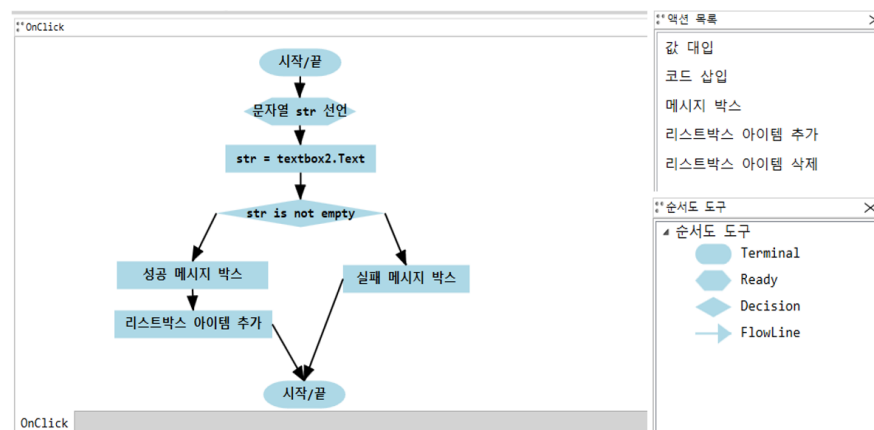 OnClick
시작/끝
문자열 str 선언
str = textbox2.Text
str is not empty
성공 메시지 박스
실패 메시지 박스
리스트박스 아이템 추가
시작/끝
OnClick
액션 목록
값 대입
코드 삽입
메시지 박스
리스트박스 아이템 추가
리스트박스 아이템 삭제
순서도 도구
순서도 도구
Terminal
Ready
Decision
FlowLine